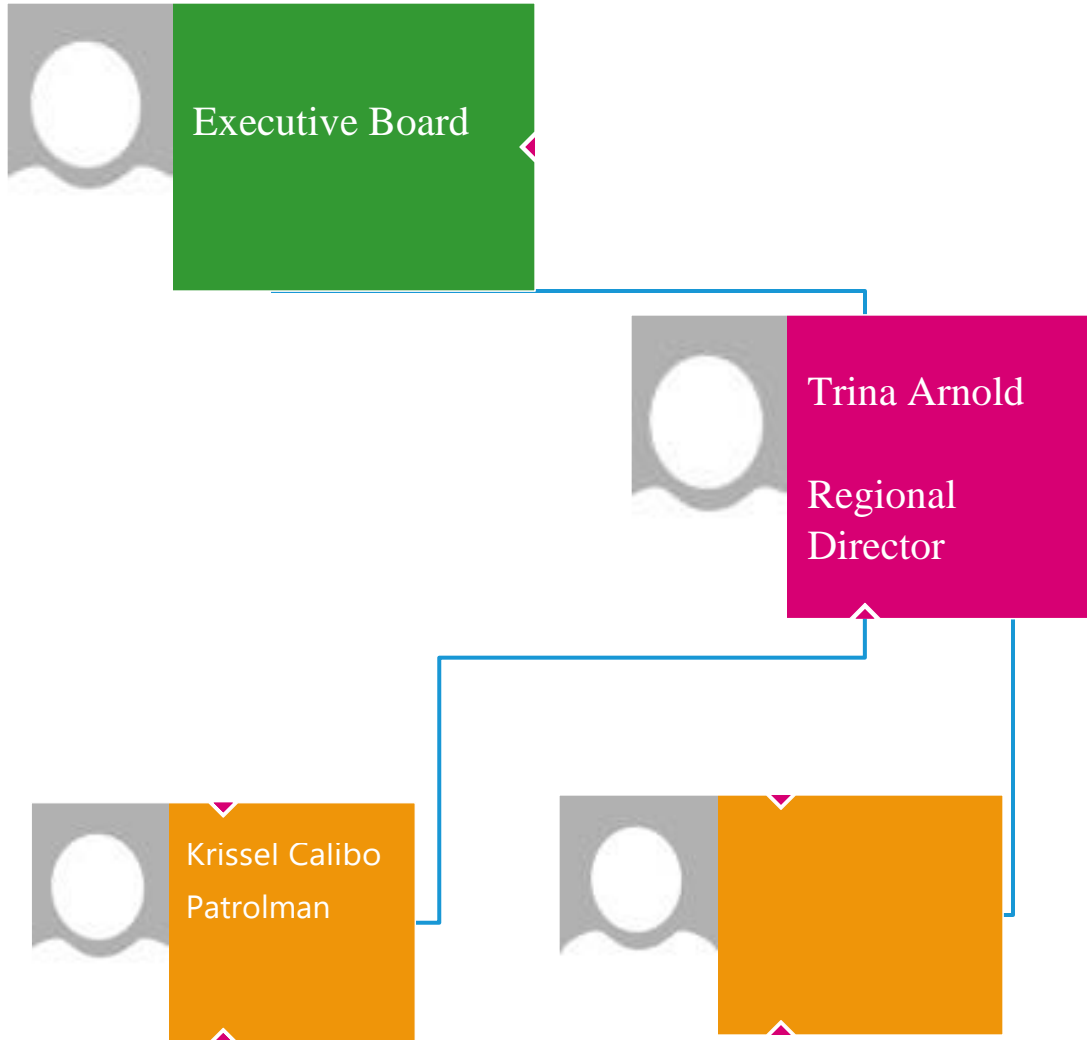 Executive Board
Trina Arnold
Regional
Director
Krissel Calibo
Patrolman